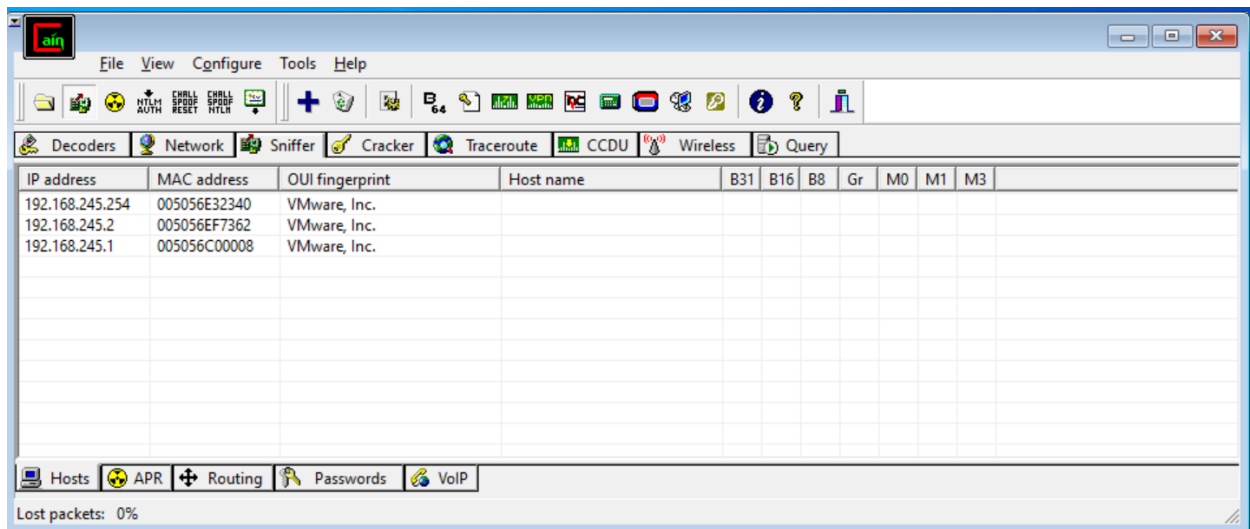 Cain
File View Configure Tools Help
NTLM AUTH CHALL SPOOF RESET CHALL SPOOF NTLM B64
Decoders Network Sniffer Cracker Traceroute CCDU Wireless Query
IP address MAC address OUI fingerprint Host name B31 B16 B8 Gr M0 M1 M3
192.168.245.254 005056E32340 VMware, Inc.
192.168.245.2 005056EF7362 VMware, Inc.
192.168.245.1 005056C00008 VMware, Inc.
Hosts APR Routing Passwords VoIP
Lost packets: 0%